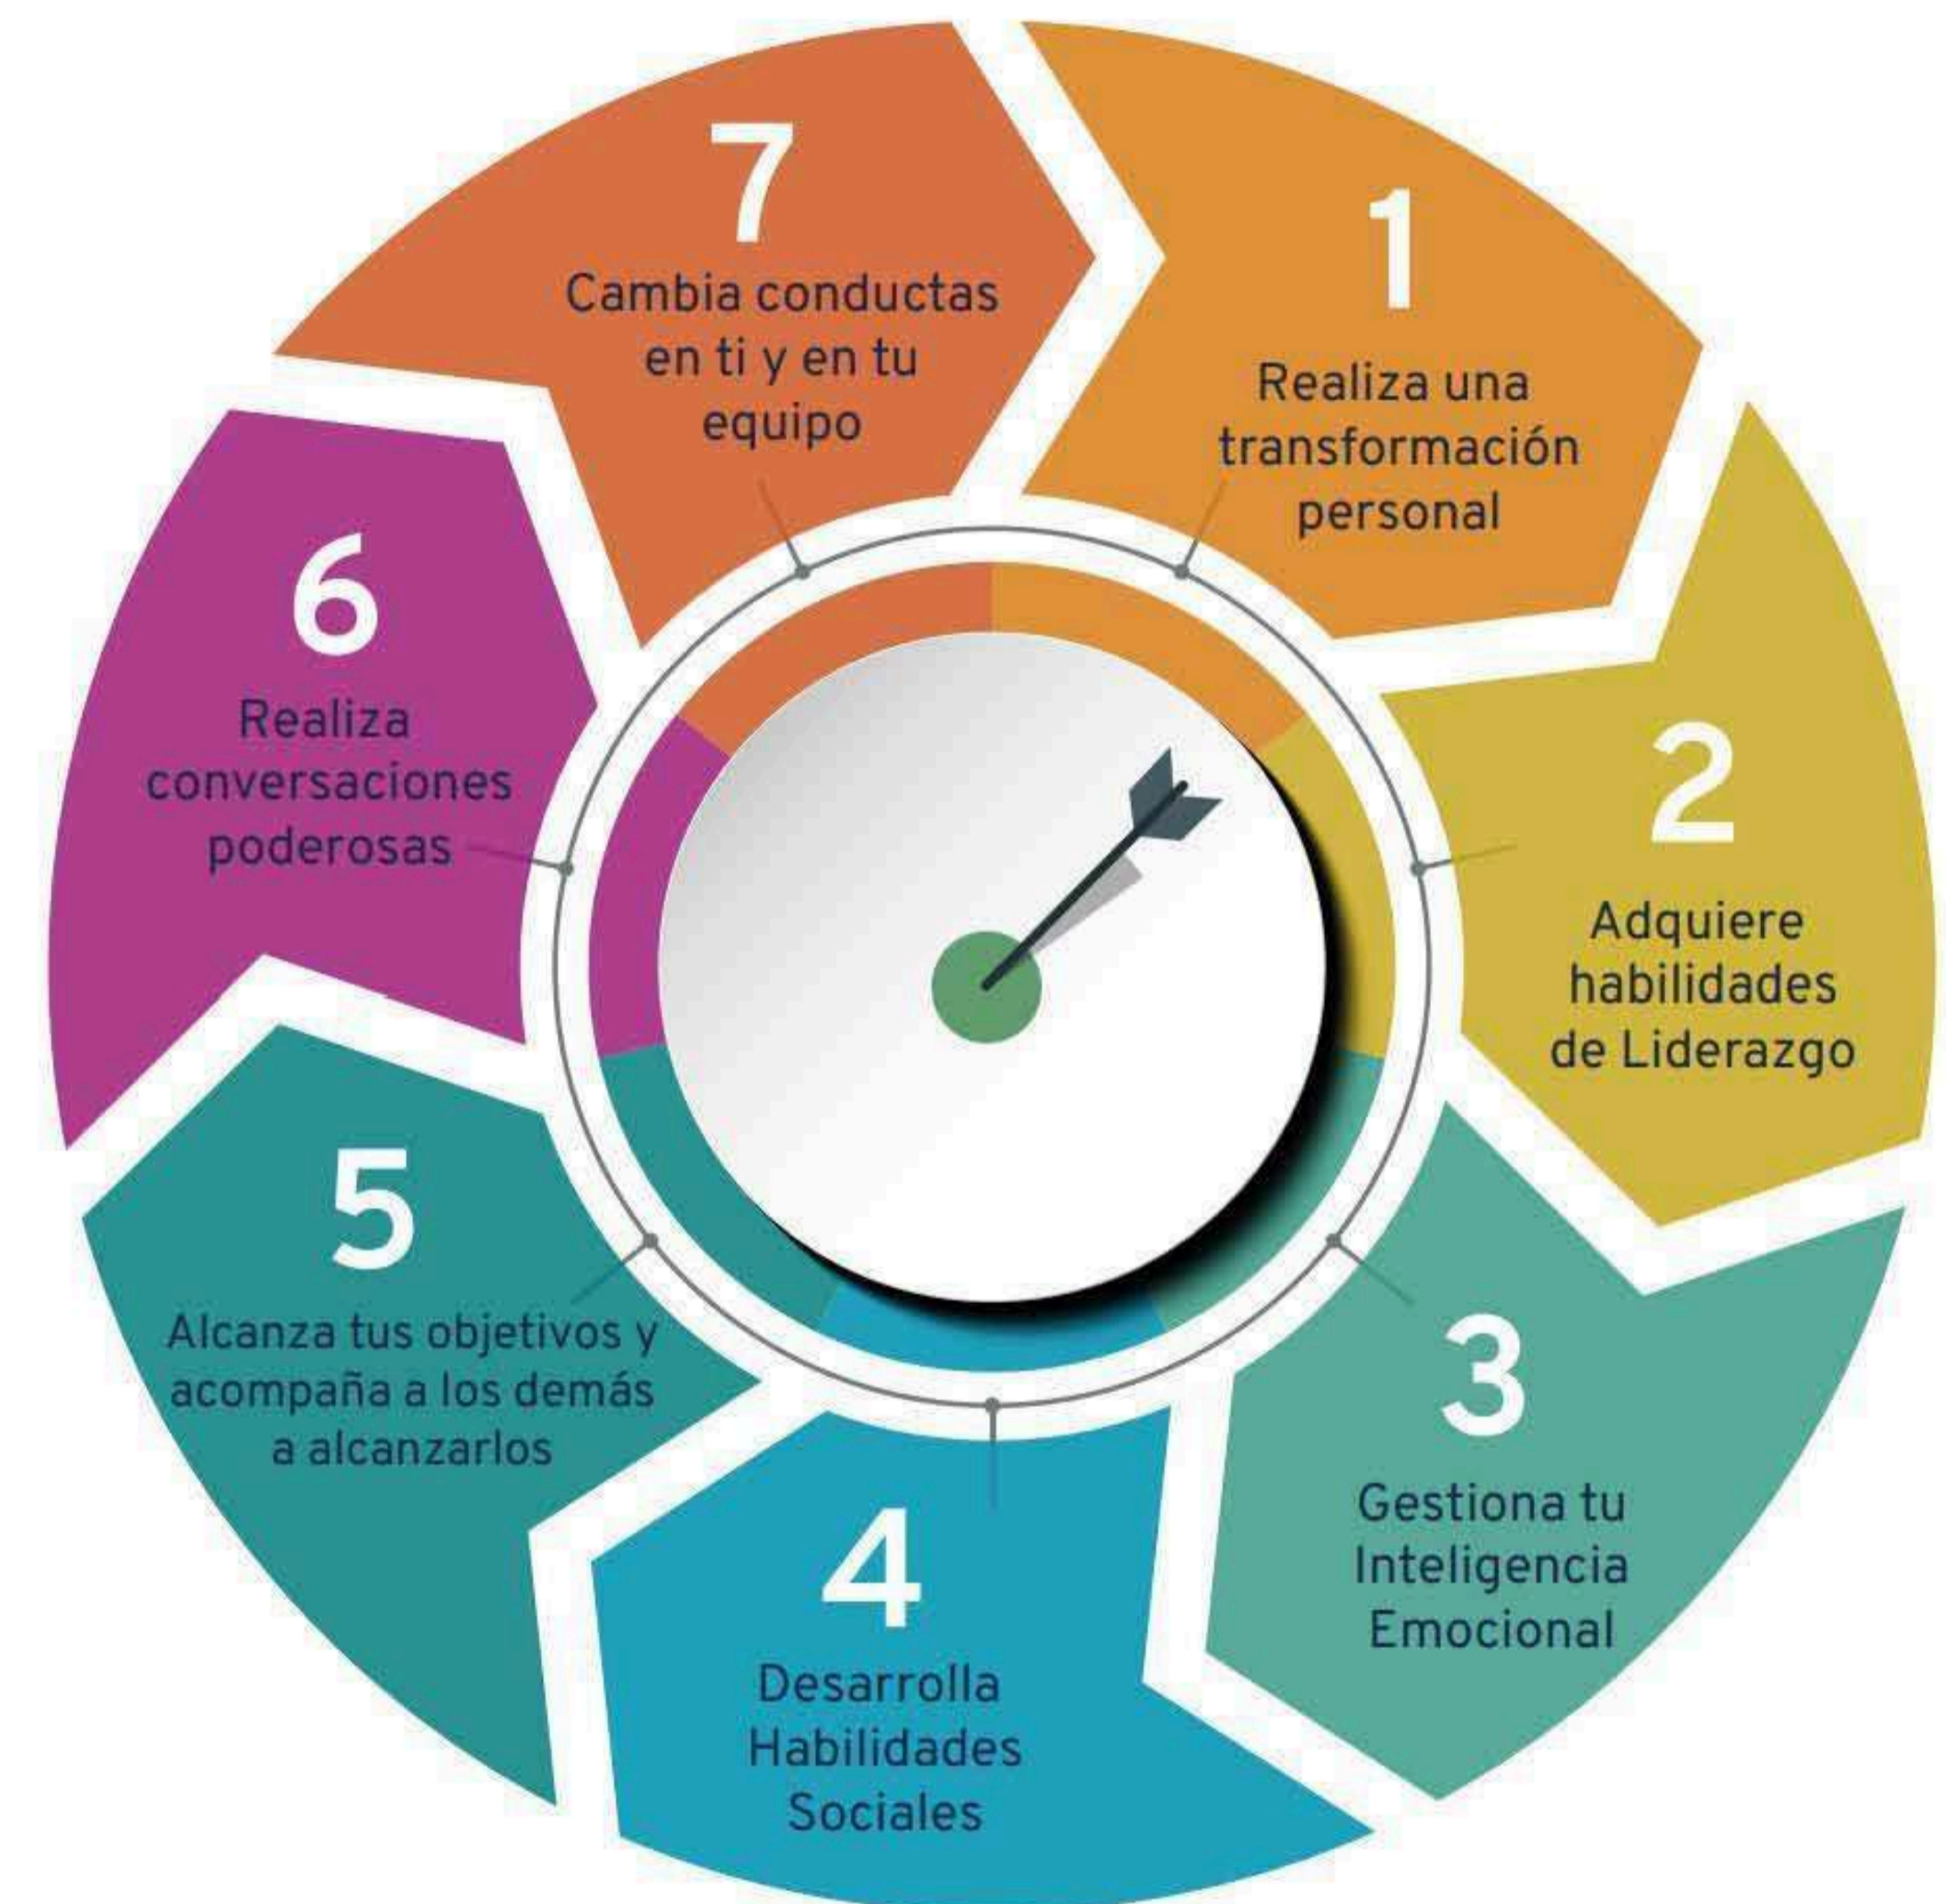 1
Realiza una
transformación
personal
2
Adquiere
habilidades
de Liderazgo
3
Gestiona tu
Inteligencia
Emocional
4
Desarrolla
Habilidades
Sociales
5
Alcanza tus objetivos y
acompaña a los demás
a alcanzarlos
6
Realiza
conversaciones
poderosas
7
Cambia conductas
en ti y en tu
equipo